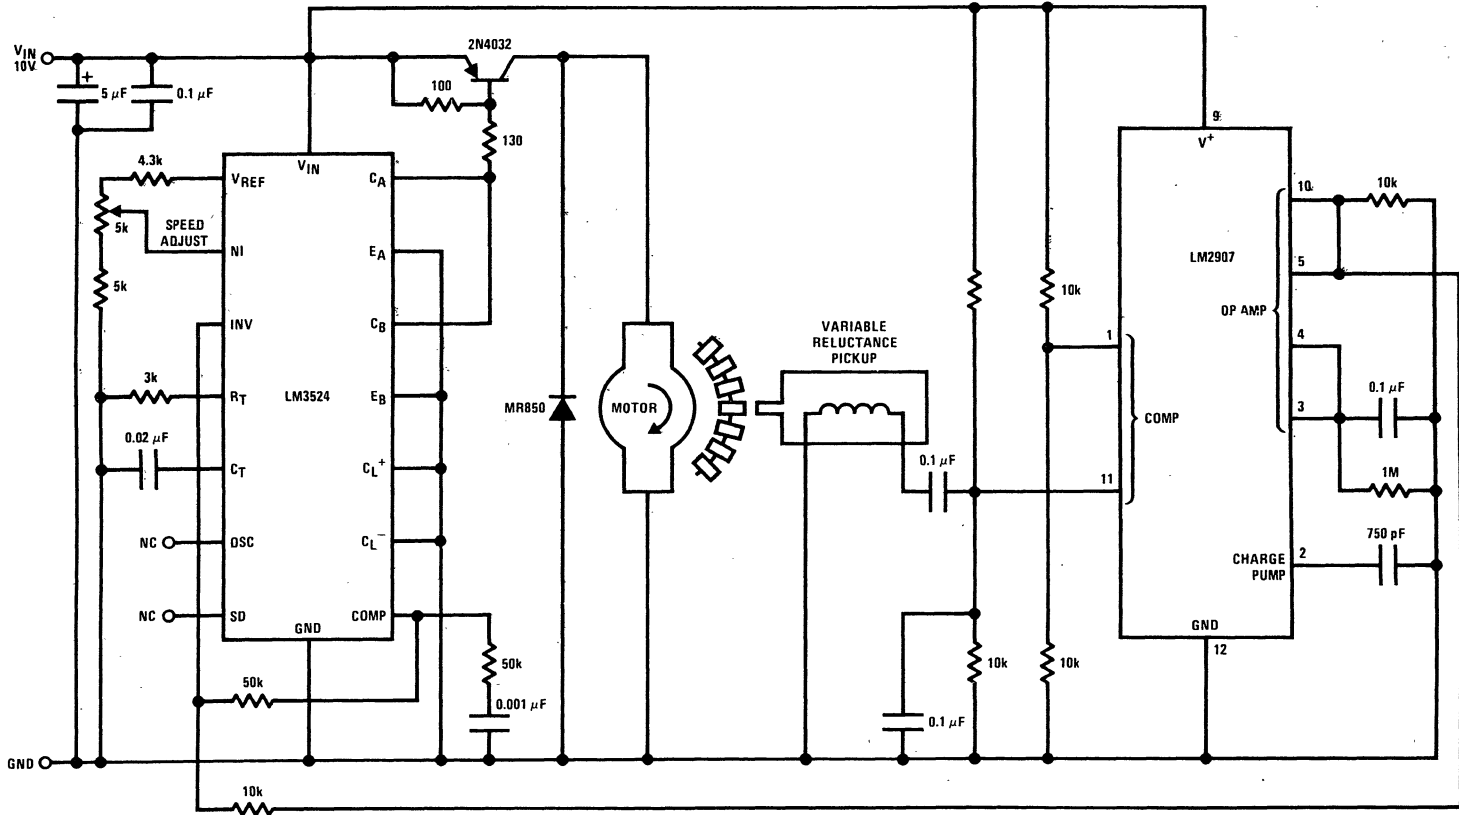 2N4032
V_IN
10V
+
5 µF
0.1 µF
100
130
9
V+
4.3k
V_REF
V_IN
C_A
10
10k
5k
SPEED
ADJUST
NI
E_A
LM2907
5
5k
10k
OP AMP
INV
C_B
VARIABLE
RELUCTANCE
PICKUP
1
4
3k
R_T
LM3524
E_B
MR850
MOTOR
COMP
0.1 µF
3
0.02 µF
C_T
C_L+
0.1 µF
11
1M
NC
OSC
C_L−
750 pF
CHARGE
PUMP
2
NC
SD
COMP
GND
GND
12
50k
10k
10k
50k
0.001 µF
0.1 µF
GND
10k